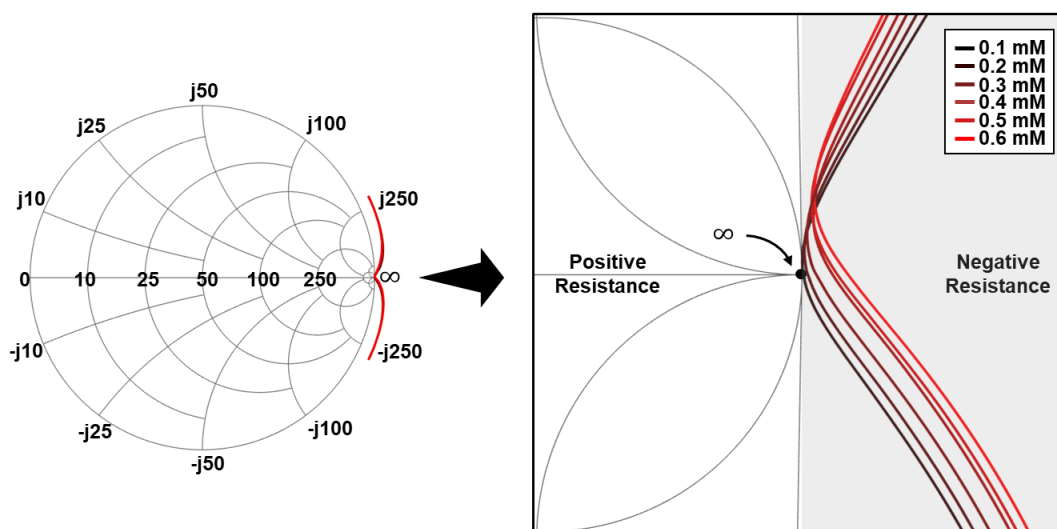 j50
j25
j100
j10
j250
0
10
25
50
100
250
∞
-j10
-j250
-j25
-j100
-j50
0.1 mM
0.2 mM
0.3 mM
0.4 mM
0.5 mM
0.6 mM
∞
Positive
Resistance
Negative
Resistance